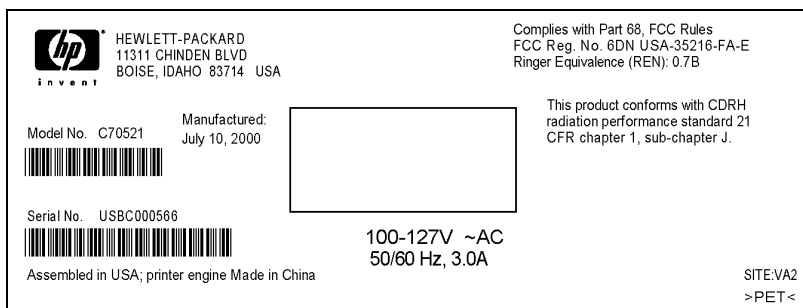 hp
invent
HEWLETT-PACKARD
11311 CHINDEN BLVD
BOISE, IDAHO 83714 USA
Complies with Part 68, FCC Rules
FCC Reg. No. 6DN USA-35216-FA-E
Ringer Equivalence (REN): 0.7B
This product conforms with CDRH
radiation performance standard 21
CFR chapter 1, sub-chapter J.
Manufactured:
July 10, 2000
Model No. C70521
Serial No. USBC000566
Assembled in USA; printer engine Made in China
100-127V ~AC
50/60 Hz, 3.0A
SITE:VA2
>PET<